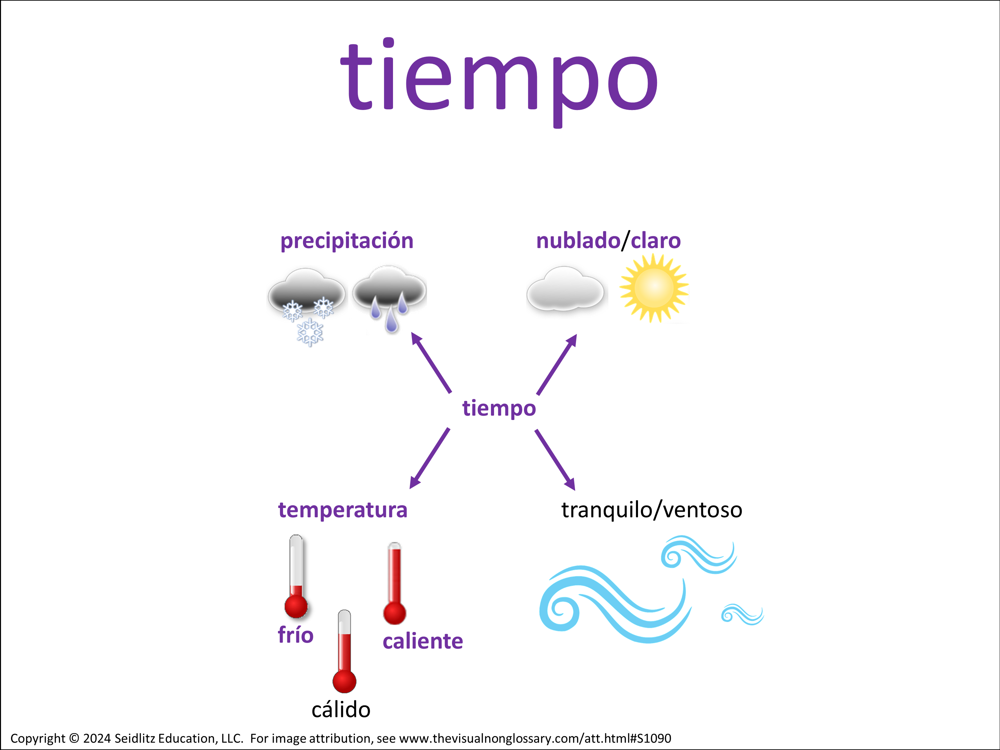 tiempo
precipitación
nublado/claro
tiempo
temperatura
tranquilo/ventoso
frío
caliente
cálido
Copyright © 2024 Seidlitz Education, LLC.  For image attribution, see www.thevisualnonglossary.com/att.html#S1090